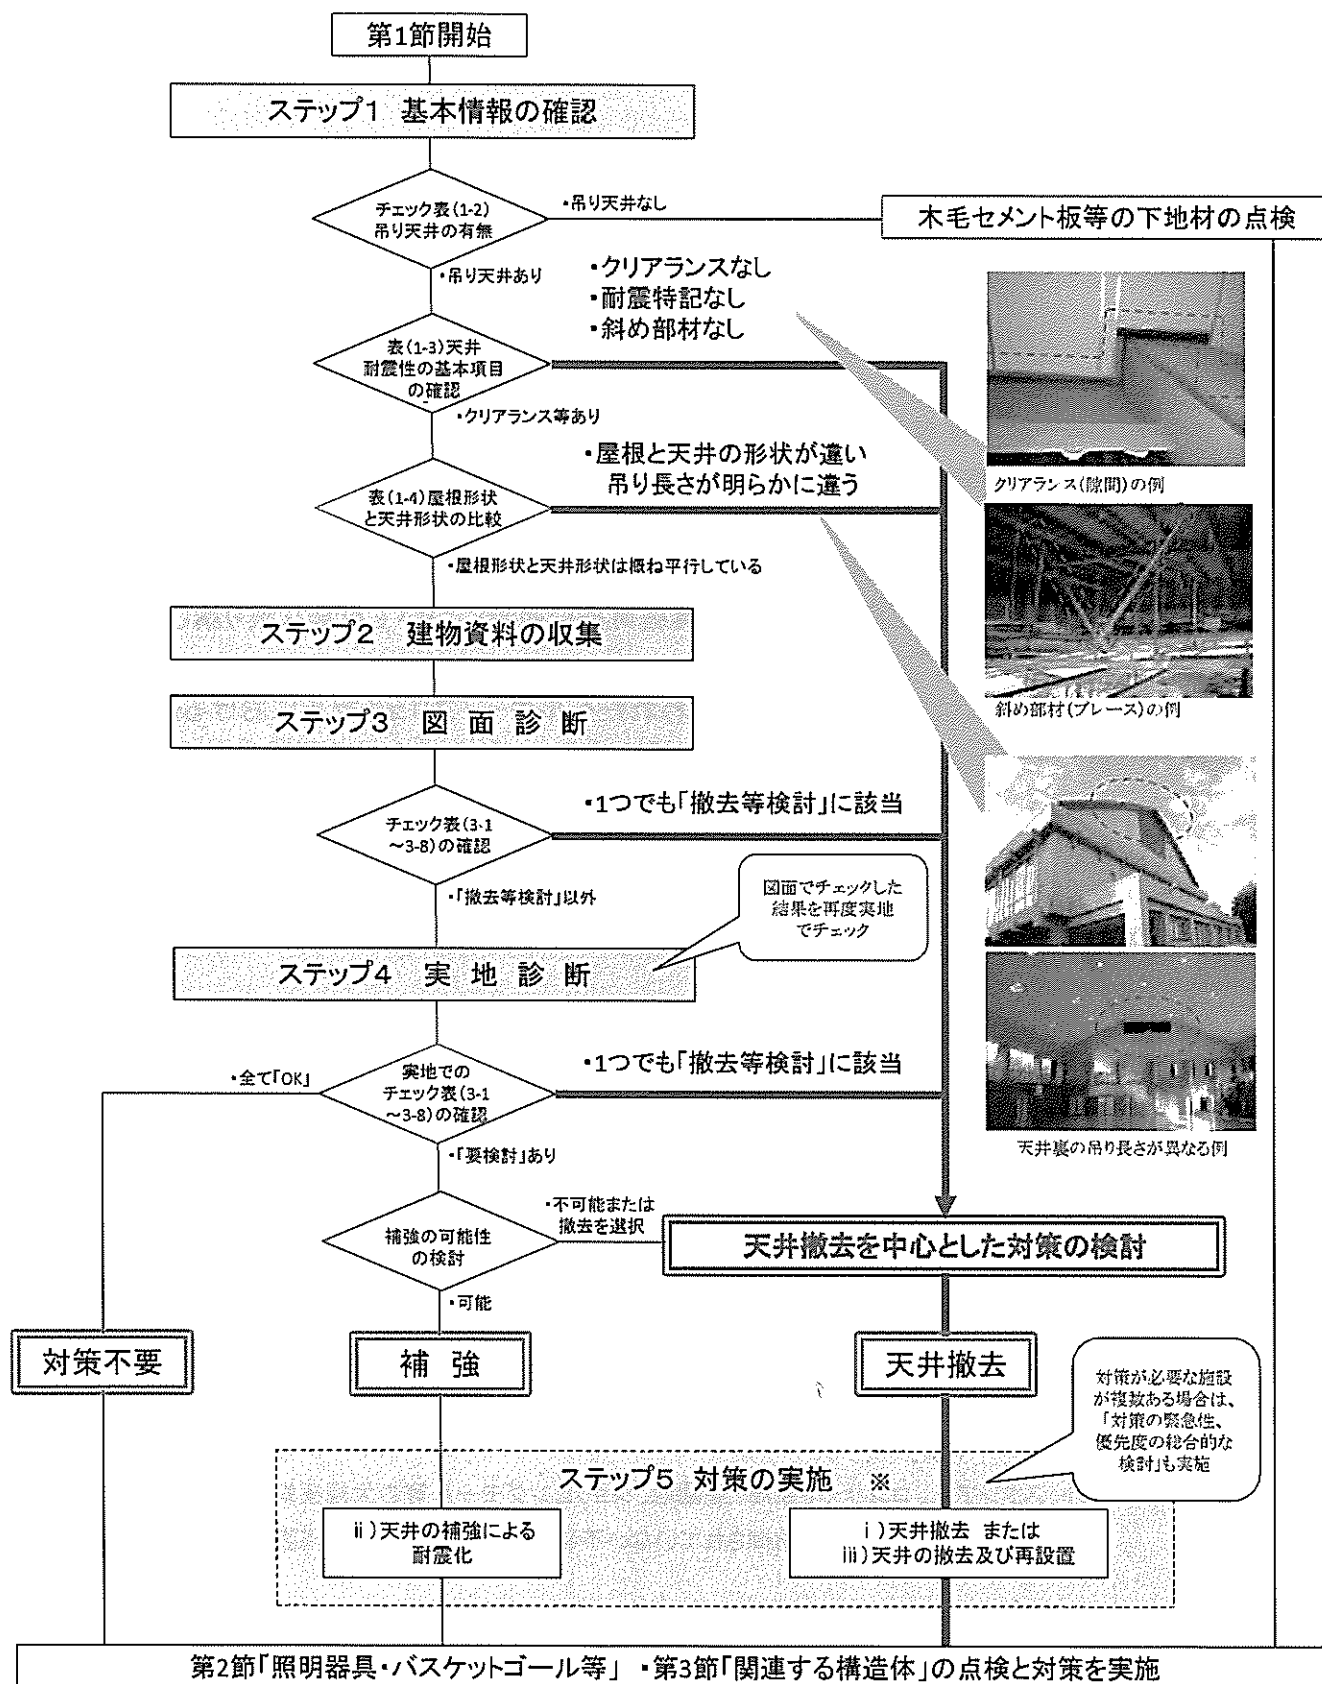 第1節開始
ステップ1 基本情報の確認
チェック表(1-2)
吊り天井の有無
・吊り天井なし
木毛セメント板等の下地材の点検
・吊り天井あり
・クリアランスなし
・耐震特記なし
・斜め部材なし
表(1-3)天井
耐震性の基本項目
の確認
・クリアランス等あり
クリアランス(隙間)の例
・屋根と天井の形状が違い
吊り長さが明らかに違う
表(1-4)屋根形状
と天井形状の比較
・屋根形状と天井形状は概ね平行している
斜め部材(ブレース)の例
ステップ2 建物資料の収集
ステップ3 図 面 診 断
・1つでも「撤去等検討」に該当
チェック表(3-1
~3-8)の確認
・「撤去等検討」以外
図面でチェックした
結果を再度実地
でチェック
ステップ4 実 地 診 断
・全て「OK」
実地での
チェック表(3-1
~3-8)の確認
・1つでも「撤去等検討」に該当
天井裏の吊り長さが異なる例
・「要検討」あり
補強の可能性
の検討
・不可能または
撤去を選択
天井撤去を中心とした対策の検討
・可能
対策不要
補 強
天井撤去
対策が必要な施設
が複数ある場合は、
「対策の緊急性、
優先度の総合的な
検討」も実施
ステップ5 対策の実施 ※
ⅱ)天井の補強による
耐震化
ⅰ)天井撤去 または
ⅲ)天井の撤去及び再設置
第2節「照明器具・バスケットゴール等」 ・第3節「関連する構造体」の点検と対策を実施